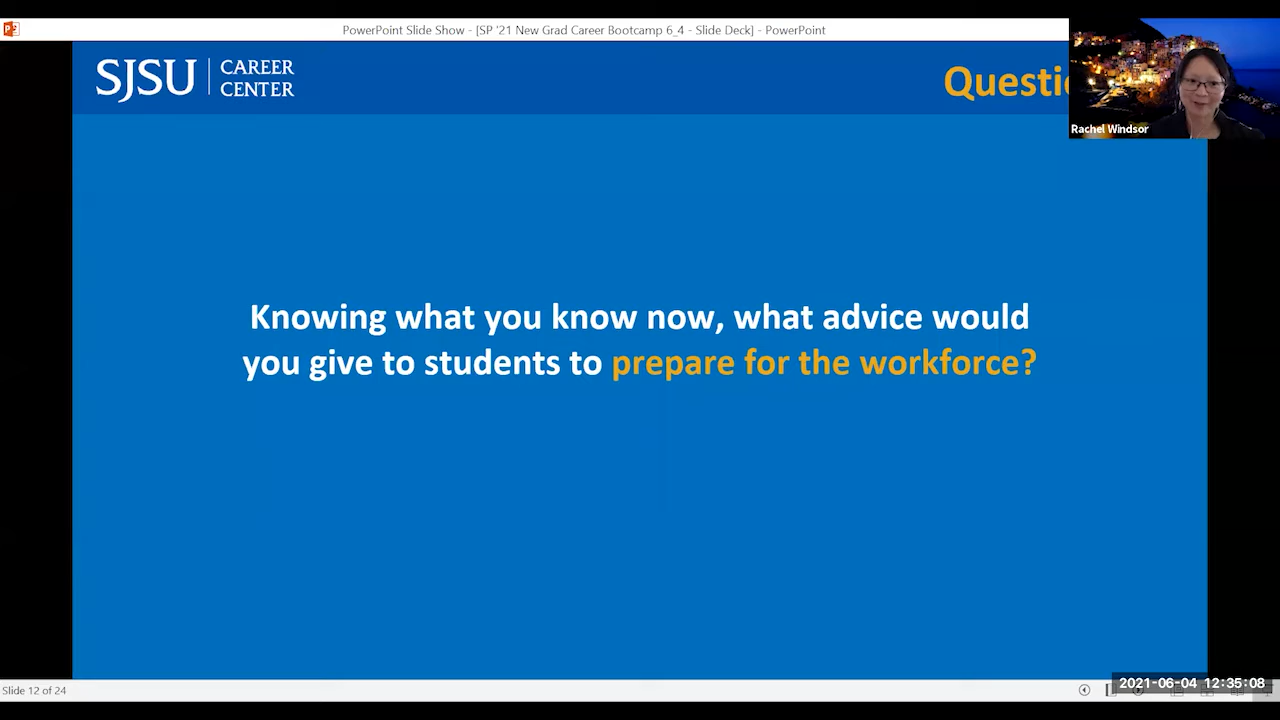 PowerPoint Slide Show - [SP '21 New Grad Career Bootcamp 6_4 - Slide Deck] - PowerPoint
SJSU
CAREER
CENTER
Questi
Rachel Windsor
Knowing what you know now, what advice would
you give to students to prepare for the workforce?
Slide 12 of 24
2021-06-04 12:35:08